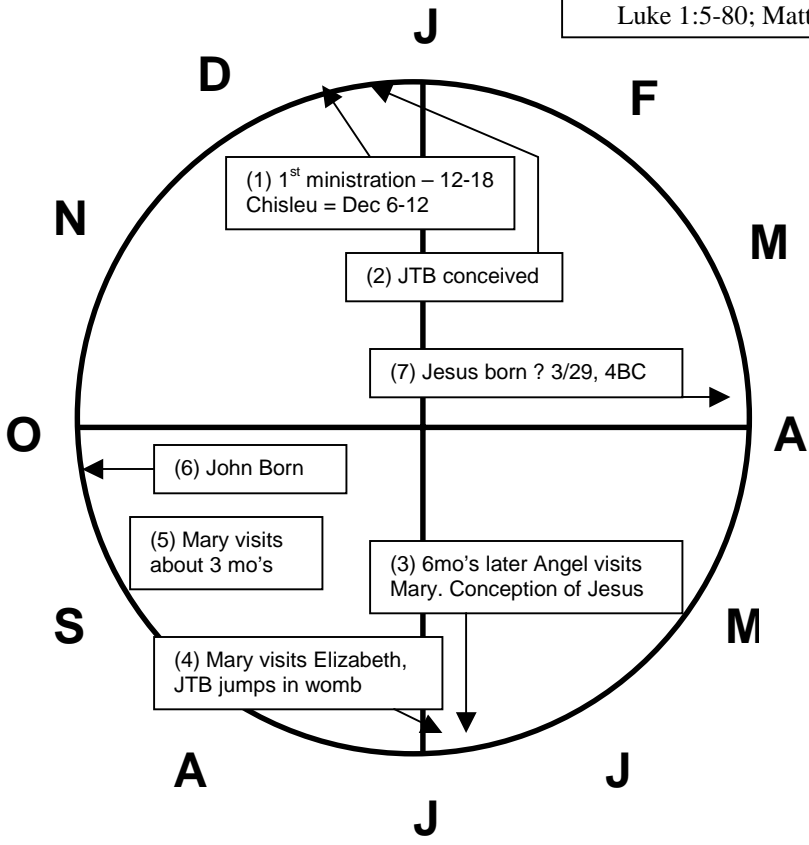 Luke 1:5-80; Matt
J
F
M
A
M
J
J
A
S
O
N
D
(1) 1st ministration – 12-18
Chisleu = Dec 6-12
(2) JTB conceived
(7) Jesus born ? 3/29, 4BC
(6) John Born
(5) Mary visits
about 3 mo's
(3) 6mo's later Angel visits
Mary. Conception of Jesus
(4) Mary visits Elizabeth,
JTB jumps in womb